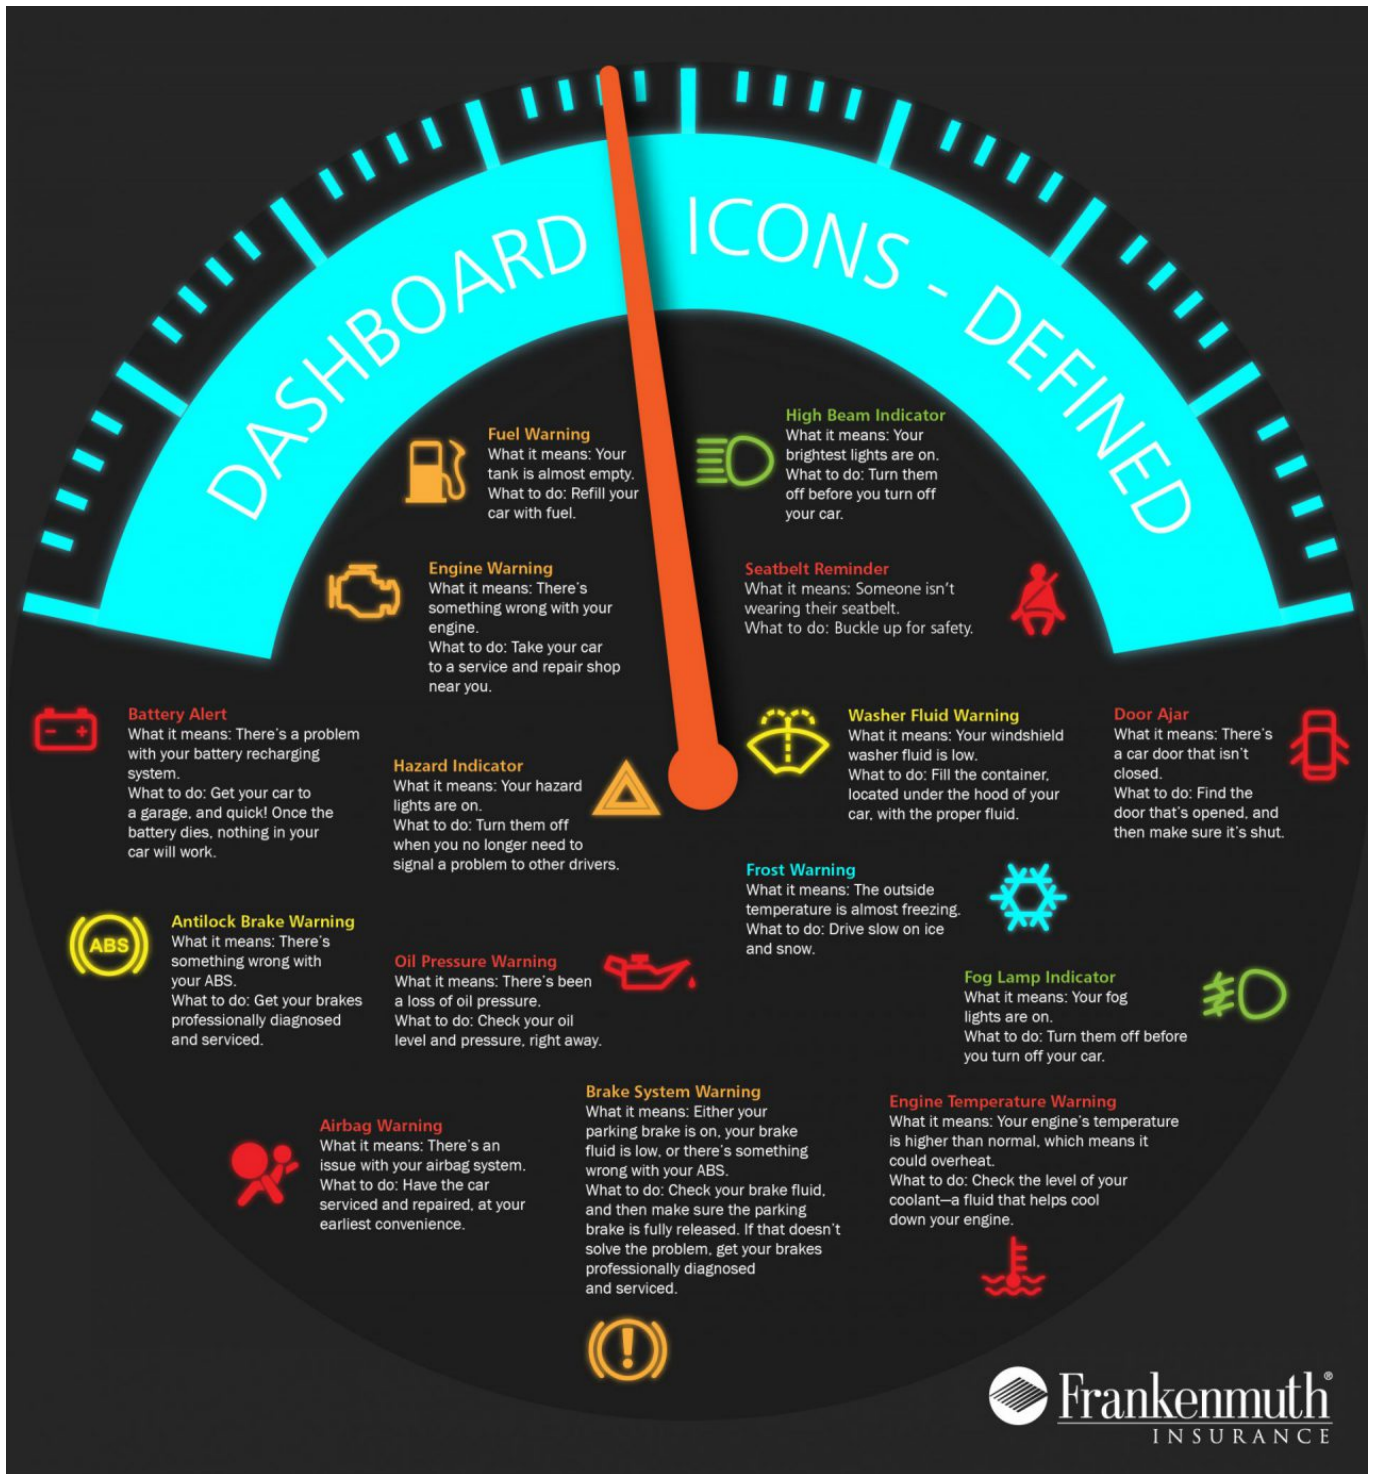 DASHBOARD ICONS - DEFINED
Fuel Warning
What it means: Your
tank is almost empty.
What to do: Refill your
car with fuel.
High Beam Indicator
What it means: Your
brightest lights are on.
What to do: Turn them
off before you turn off
your car.
Engine Warning
What it means: There's
something wrong with your
engine.
What to do: Take your car
to a service and repair shop
near you.
Seatbelt Reminder
What it means: Someone isn't
wearing their seatbelt.
What to do: Buckle up for safety.
Battery Alert
What it means: There's a problem
with your battery recharging
system.
What to do: Get your car to
a garage, and quick! Once the
battery dies, nothing in your
car will work.
Hazard Indicator
What it means: Your hazard
lights are on.
What to do: Turn them off
when you no longer need to
signal a problem to other drivers.
Washer Fluid Warning
What it means: Your windshield
washer fluid is low.
What to do: Fill the container,
located under the hood of your
car, with the proper fluid.
Door Ajar
What it means: There's
a car door that isn't
closed.
What to do: Find the
door that's opened, and
then make sure it's shut.
Frost Warning
What it means: The outside
temperature is almost freezing.
What to do: Drive slow on ice
and snow.
ABS
Antilock Brake Warning
What it means: There's
something wrong with
your ABS.
What to do: Get your brakes
professionally diagnosed
and serviced.
Oil Pressure Warning
What it means: There's been
a loss of oil pressure.
What to do: Check your oil
level and pressure, right away.
Fog Lamp Indicator
What it means: Your fog
lights are on.
What to do: Turn them off before
you turn off your car.
Airbag Warning
What it means: There's an
issue with your airbag system.
What to do: Have the car
serviced and repaired, at your
earliest convenience.
Brake System Warning
What it means: Either your
parking brake is on, your brake
fluid is low, or there's something
wrong with your ABS.
What to do: Check your brake fluid,
and then make sure the parking
brake is fully released. If that doesn't
solve the problem, get your brakes
professionally diagnosed
and serviced.
Engine Temperature Warning
What it means: Your engine's temperature
is higher than normal, which means it
could overheat.
What to do: Check the level of your
coolant—a fluid that helps cool
down your engine.
Frankenmuth®
INSURANCE